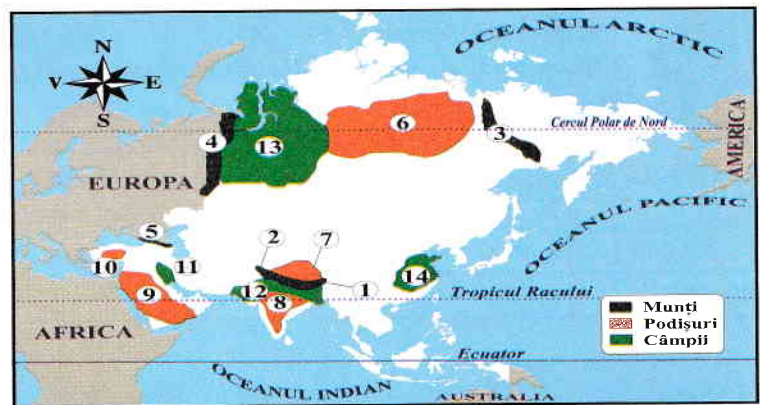 OCEANUL ARCTIC
N
V E
S
6
4
13
3
Cercul Polar de Nord
AMERICA
EUROPA
OCEANUL PACIFIC
5
2
7
10
11
14
9
12
8
1
Tropicul Racului
AFRICA
Munți
Podișuri
Câmpii
Ecuator
OCEANUL INDIAN
AUSTRALIA